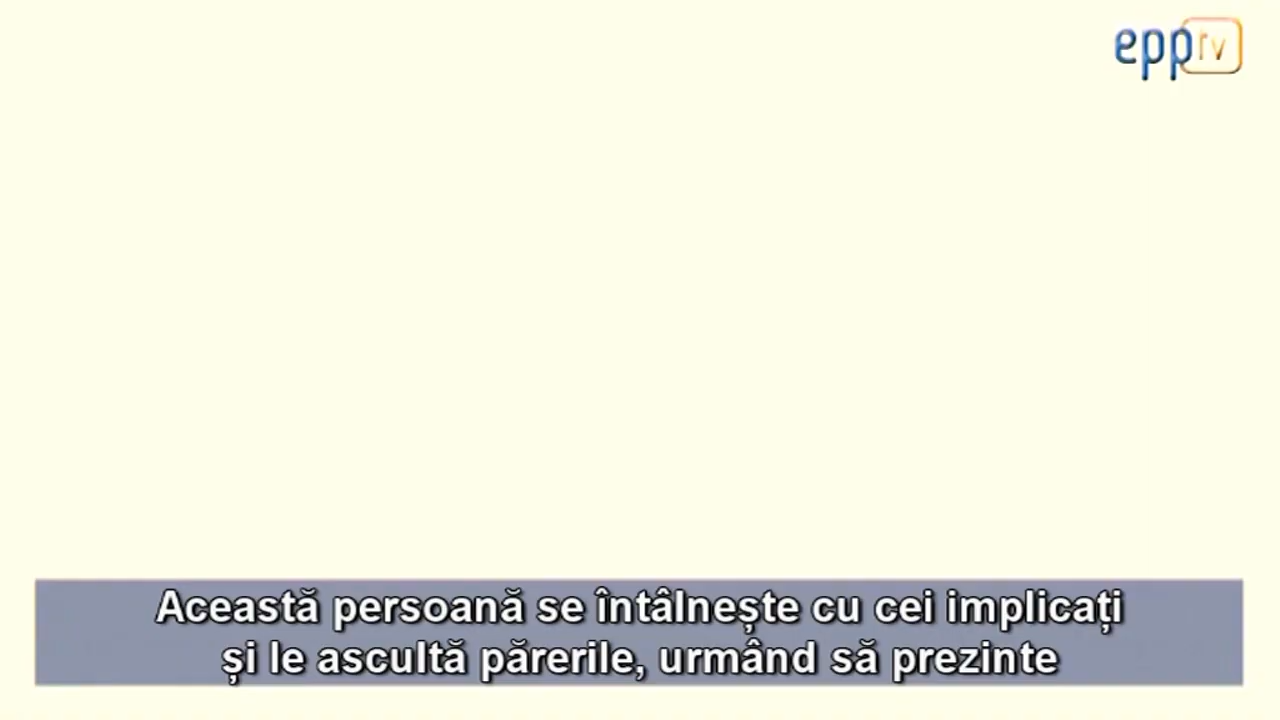 epp tv
Această persoană se întâlnește cu cei implicați
și le ascultă părerile, urmând să prezinte